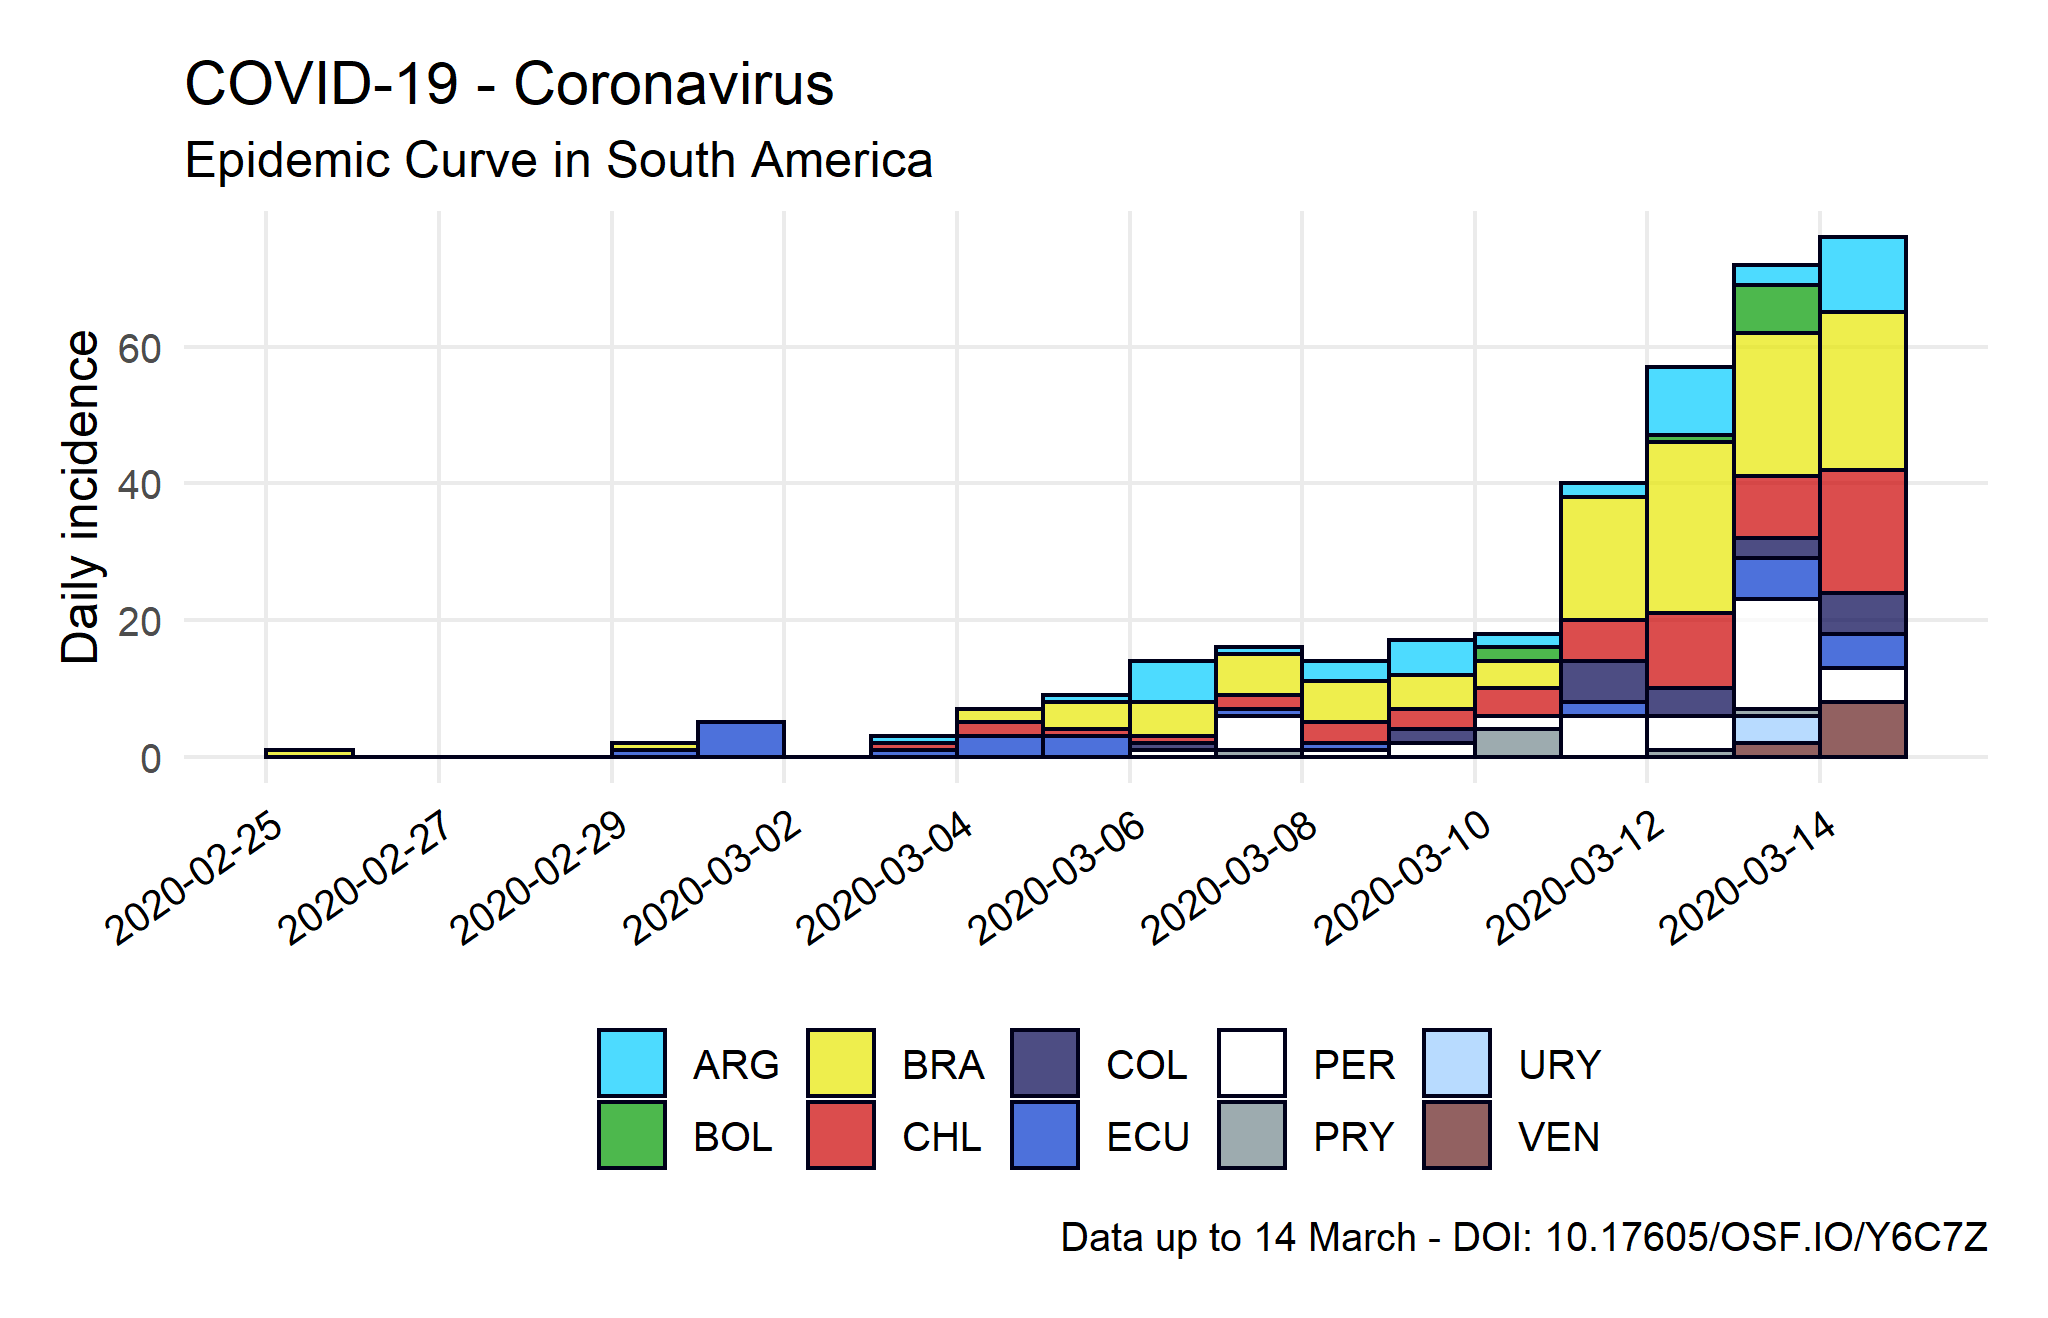 COVID-19 - Coronavirus
Epidemic Curve in South America
Daily incidence
60
40
20
0
2020-02-25
2020-02-27
2020-02-29
2020-03-02
2020-03-04
2020-03-06
2020-03-08
2020-03-10
2020-03-12
2020-03-14
ARG BRA COL PER URY
BOL CHL ECU PRY VEN
Data up to 14 March - DOI: 10.17605/OSF.IO/Y6C7Z